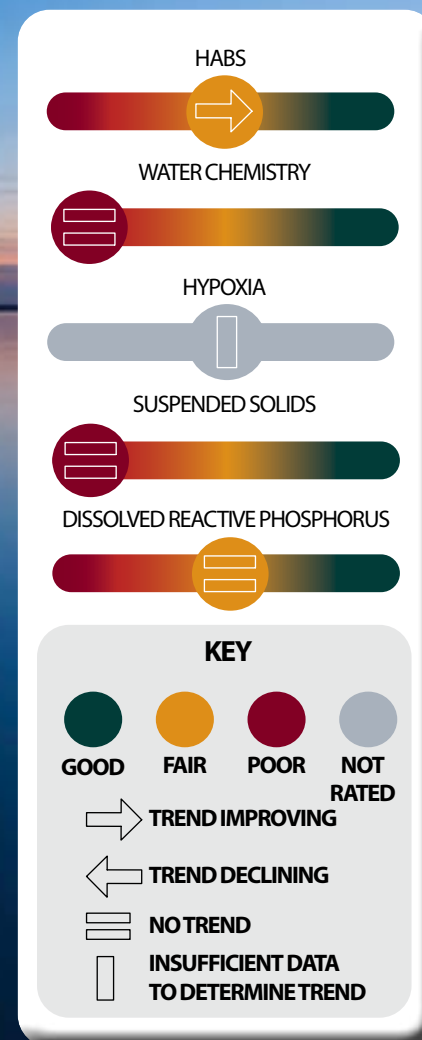 HABS
WATER CHEMISTRY
HYPOXIA
SUSPENDED SOLIDS
DISSOLVED REACTIVE PHOSPHORUS
KEY
GOOD FAIR POOR NOT RATED
TREND IMPROVING
TREND DECLINING
NO TREND
INSUFFICIENT DATA
TO DETERMINE TREND